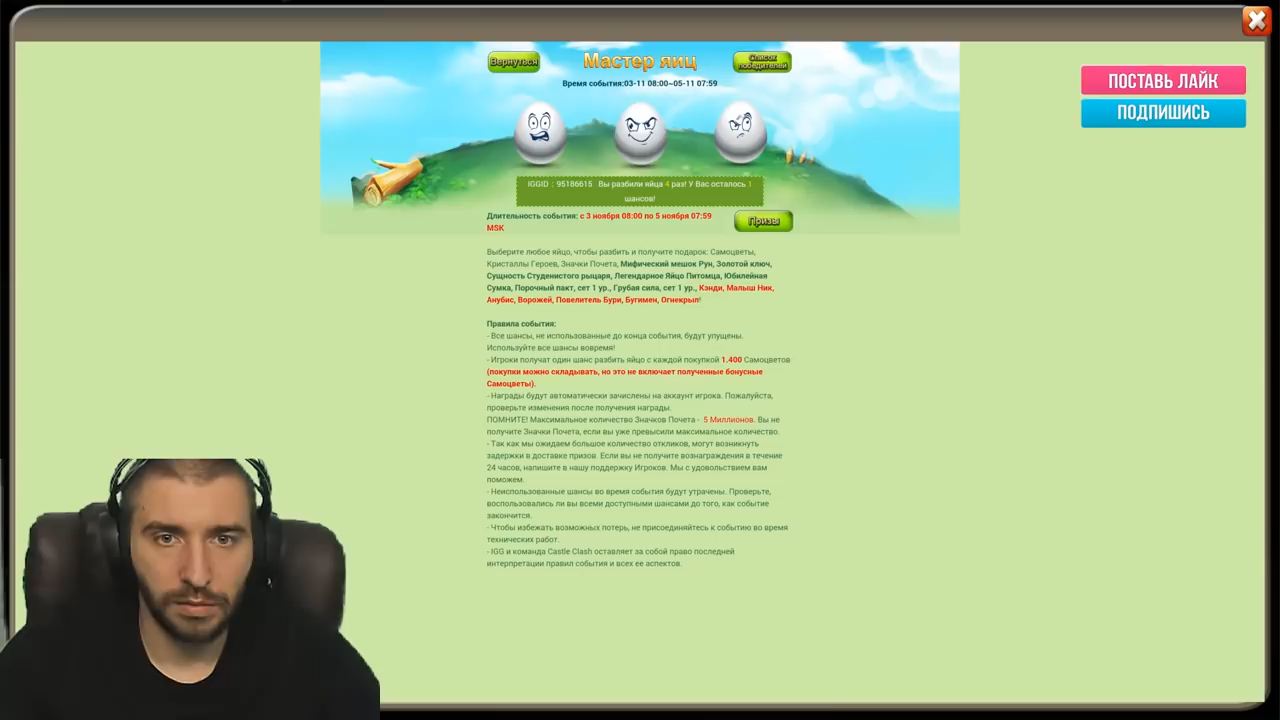 Вернуться
Мастер яиц
Список
победителей
Время события:03-11 08:00~05-11 07:59
IGGID：95186615 Вы разбили яйца 4 раз! У Вас осталось 1
шансов!
Длительность события: с 3 ноября 08:00 по 5 ноября 07:59
MSK
Призы
Выберите любое яйцо, чтобы разбить и получите подарок: Самоцветы,
Кристаллы Героев, Значки Почета, Мифический мешок Рун, Золотой ключ,
Сущность Студенистого рыцаря, Легендарное Яйцо Питомца, Юбилейная
Сумка, Порочный пакт, сет 1 ур., Грубая сила, сет 1 ур., Кэнди, Малыш Ник,
Анубис, Ворожей, Повелитель Бури, Бугимен, Огнекрыл!
Правила события:
- Все шансы, не использованные до конца события, будут упущены.
Используйте все шансы вовремя!
- Игроки получат один шанс разбить яйцо с каждой покупкой 1.400 Самоцветов
(покупки можно складывать, но это не включает полученные бонусные
Самоцветы).
- Награды будут автоматически зачислены на аккаунт игрока. Пожалуйста,
проверьте изменения после получения награды.
ПОМНИТЕ! Максимальное количество Значков Почета - 5 Миллионов. Вы не
получите Значки Почета, если вы уже превысили максимальное количество.
- Так как мы ожидаем большое количество откликов, могут возникнуть
задержки в доставке призов. Если вы не получите вознаграждения в течение
24 часов, напишите в нашу поддержку Игроков. Мы с удовольствием вам
поможем.
- Неиспользованные шансы во время события будут утрачены. Проверьте,
воспользовались ли вы всеми доступными шансами до того, как событие
закончится.
- Чтобы избежать возможных потерь, не присоединяйтесь к событию во время
технических работ.
- IGG и команда Castle Clash оставляет за собой право последней
интерпретации правил события и всех ее аспектов.
ПОСТАВЬ ЛАЙК
ПОДПИШИСЬ